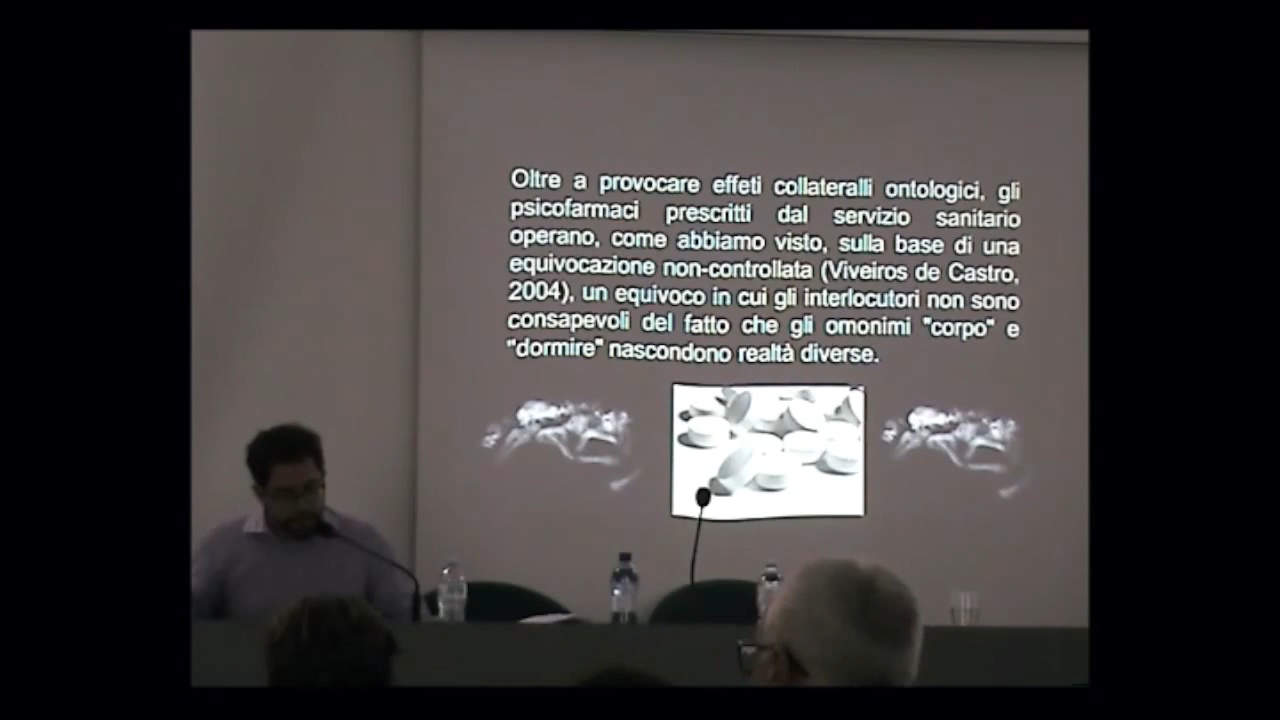 Oltre a provocare effeti collateralli ontologici, gli
psicofarmaci prescritti dal servizio sanitario
operano, come abbiamo visto, sulla base di una
equivocazione non-controllata (Viveiros de Castro,
2004), un equivoco in cui gli interlocutori non sono
consapevoli del fatto che gli omonimi "corpo" e
"dormire" nascondono realtà diverse.